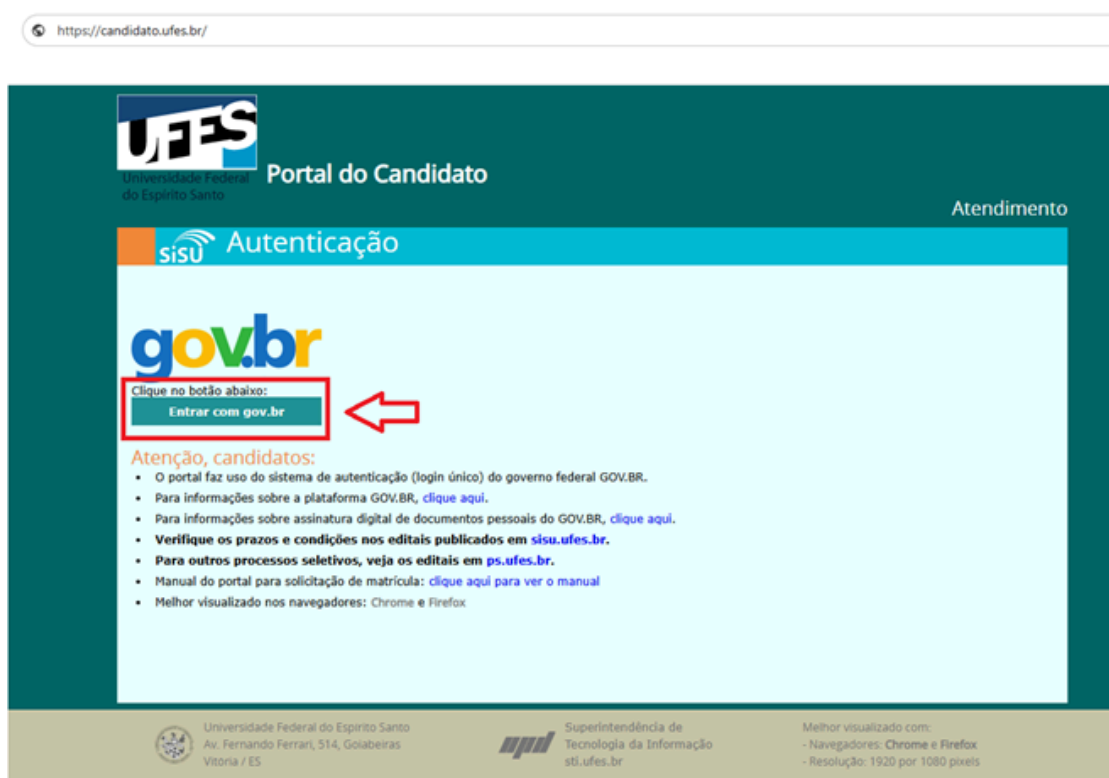 https://candidato.ufes.br/
UFES
Universidade Federal
do Espírito Santo
Portal do Candidato
Atendimento
sisu Autenticação
gov.br
Clique no botão abaixo:
Entrar com gov.br
Atenção, candidatos:
• O portal faz uso do sistema de autenticação (login único) do governo federal GOV.BR.
• Para informações sobre a plataforma GOV.BR, clique aqui.
• Para informações sobre assinatura digital de documentos pessoais do GOV.BR, clique aqui.
• Verifique os prazos e condições nos editais publicados em sisu.ufes.br.
• Para outros processos seletivos, veja os editais em ps.ufes.br.
• Manual do portal para solicitação de matrícula: clique aqui para ver o manual
• Melhor visualizado nos navegadores: Chrome e Firefox
Universidade Federal do Espirito Santo
Av. Fernando Ferrari, 514, Goiabeiras
Vitoria / ES
Superintendência de
Tecnologia da Informação
sti.ufes.br
Melhor visualizado com:
- Navegadores: Chrome e Firefox
- Resolução: 1920 por 1080 pixels